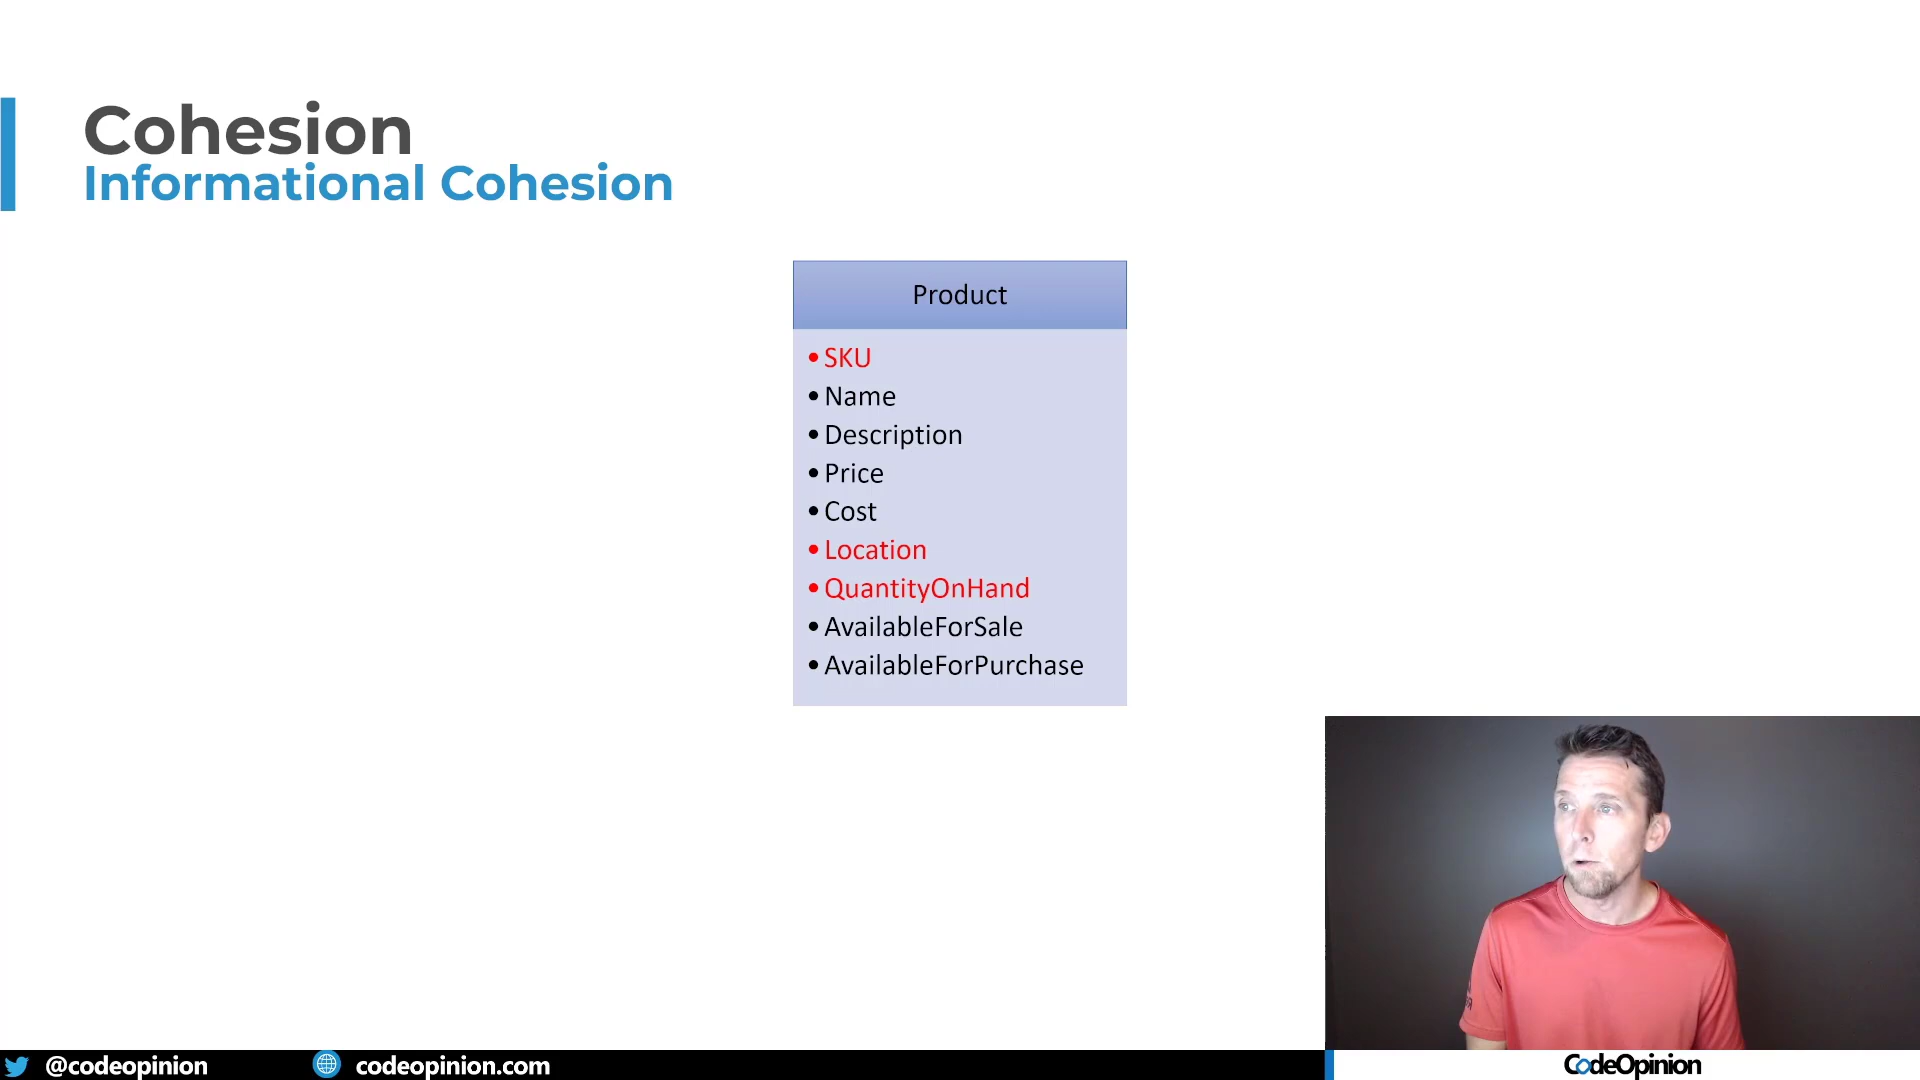 Cohesion
Informational Cohesion
Product
• SKU
• Name
• Description
• Price
• Cost
• Location
• QuantityOnHand
• AvailableForSale
• AvailableForPurchase
@codeopinion
codeopinion.com
CodeOpinion